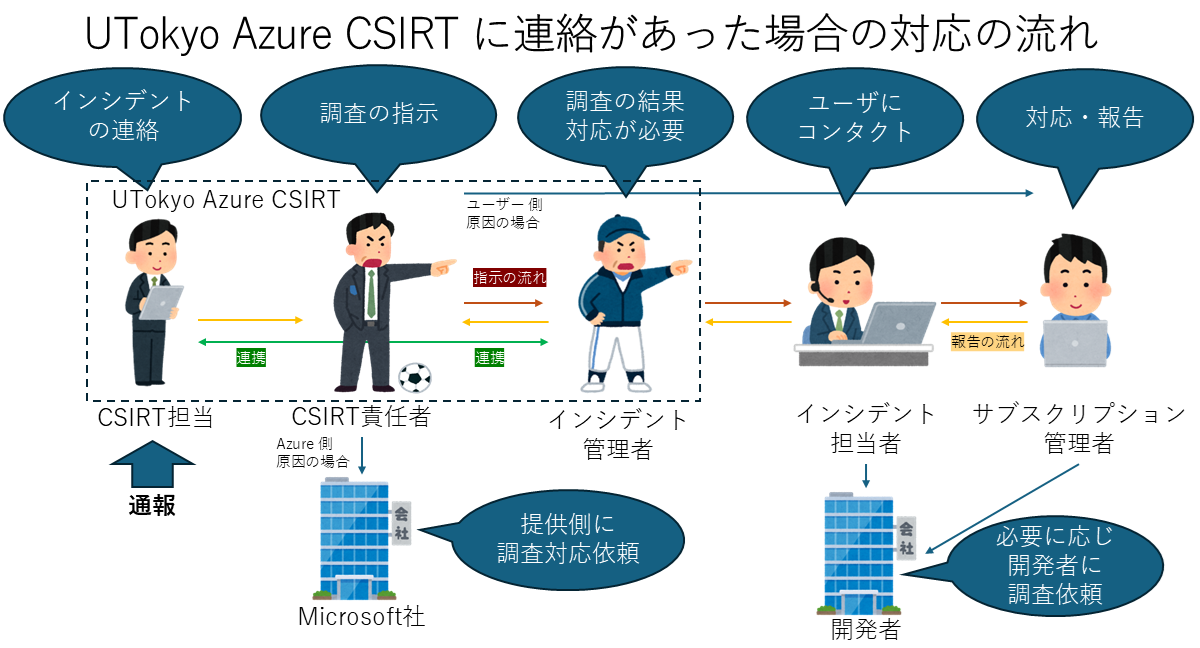 UTokyo Azure CSIRT に連絡があった場合の対応の流れ
インシデント
の連絡
調査の指示
調査の結果
対応が必要
ユーザに
コンタクト
対応・報告
UTokyo Azure CSIRT
ユーザー側
原因の場合
指示の流れ
連携
連携
報告の流れ
CSIRT担当
CSIRT責任者
インシデント
管理者
インシデント
担当者
サブスクリプション
管理者
通報
Azure 側
原因の場合
会社
提供側に
調査対応依頼
Microsoft社
会社
必要に応じ
開発者に
調査依頼
開発者